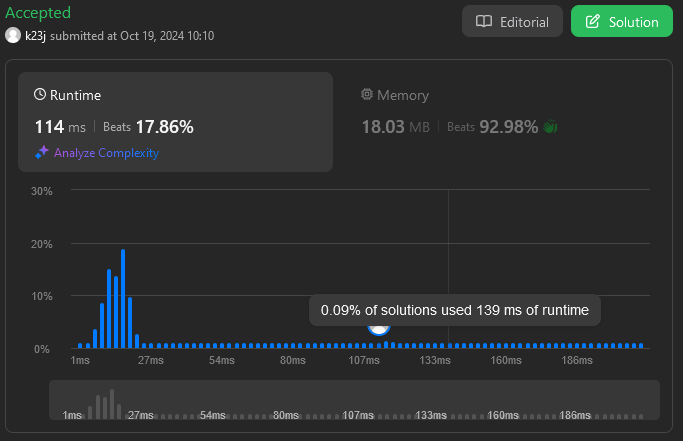 Accepted
k23j submitted at Oct 19, 2024 10:10
Editorial
Solution
Runtime
114 ms | Beats 17.86%
Analyze Complexity
Memory
18.03 MB | Beats 92.98%
30%
20%
10%
0%
0.09% of solutions used 139 ms of runtime
1ms 27ms 54ms 80ms 107ms 133ms 160ms 186ms
1ms 27ms 54ms 80ms 107ms 133ms 160ms 186ms